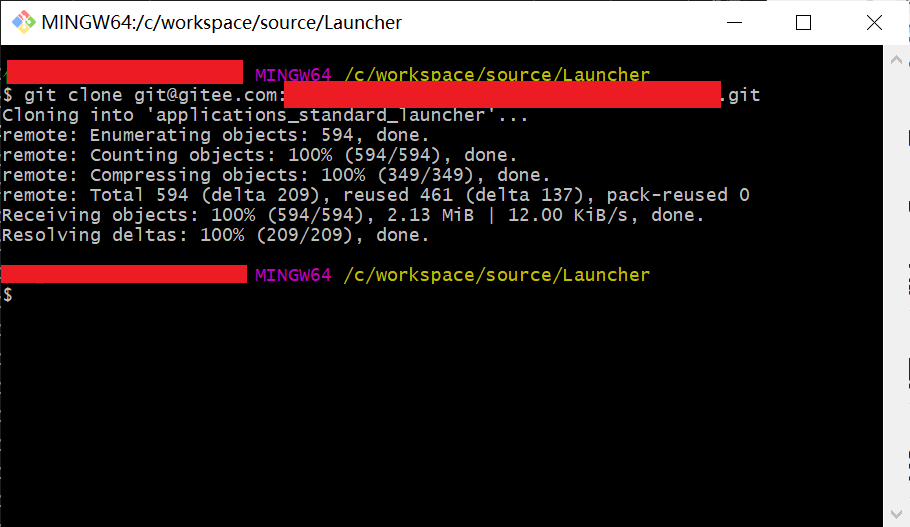 MINGW64:/c/workspace/source/Launcher
MINGW64 /c/workspace/source/Launcher
$ git clone git@gitee.com: .git
Cloning into 'applications_standard_launcher'...
remote: Enumerating objects: 594, done.
remote: Counting objects: 100% (594/594), done.
remote: Compressing objects: 100% (349/349), done.
remote: Total 594 (delta 209), reused 461 (delta 137), pack-reused 0
Receiving objects: 100% (594/594), 2.13 MiB | 12.00 KiB/s, done.
Resolving deltas: 100% (209/209), done.
MINGW64 /c/workspace/source/Launcher
$